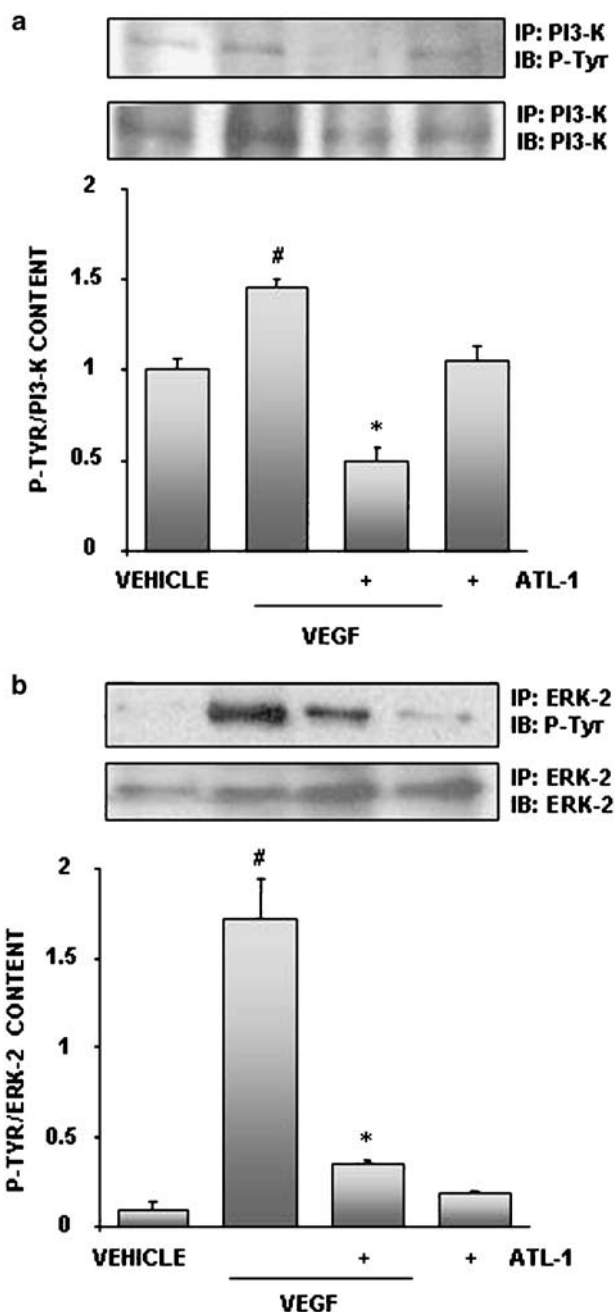 a
IP: PI3-K
IB: P-Tyr
IP: PI3-K
IB: PI3-K
P-TYR/PI3-K CONTENT
2
1.5
1
0.5
0
#
*
VEHICLE + + ATL-1
VEGF
b
IP: ERK-2
IB: P-Tyr
IP: ERK-2
IB: ERK-2
P-TYR/ERK-2 CONTENT
2
1.5
1
0.5
0
#
*
VEHICLE + + ATL-1
VEGF